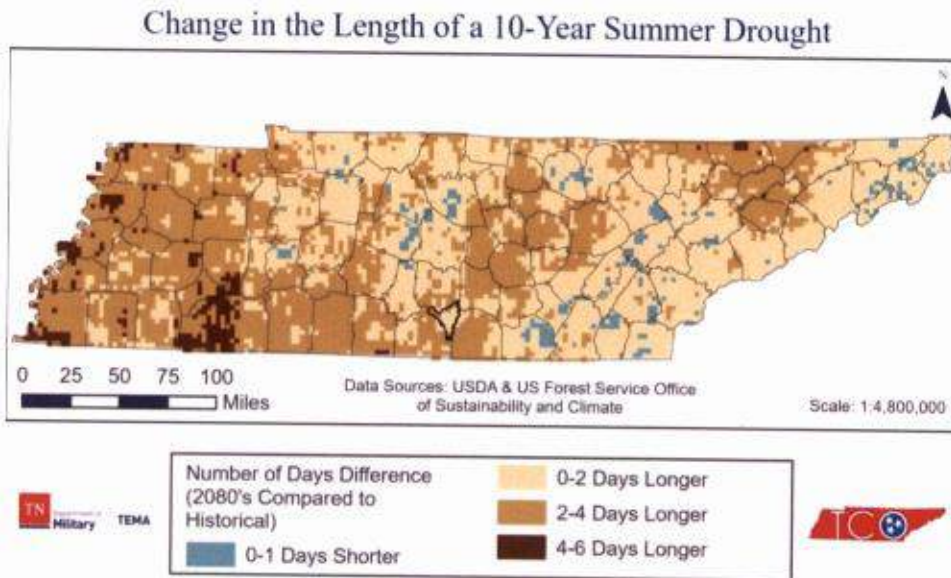 Change in the Length of a 10-Year Summer Drought
N
0 25 50 75 100
Miles
Data Sources: USDA & US Forest Service Office
of Sustainability and Climate
Scale: 1:4,800,000
Number of Days Difference
(2080's Compared to
Historical)
0-1 Days Shorter
0-2 Days Longer
2-4 Days Longer
4-6 Days Longer
TN
Department of
Military
TEMA
TCO